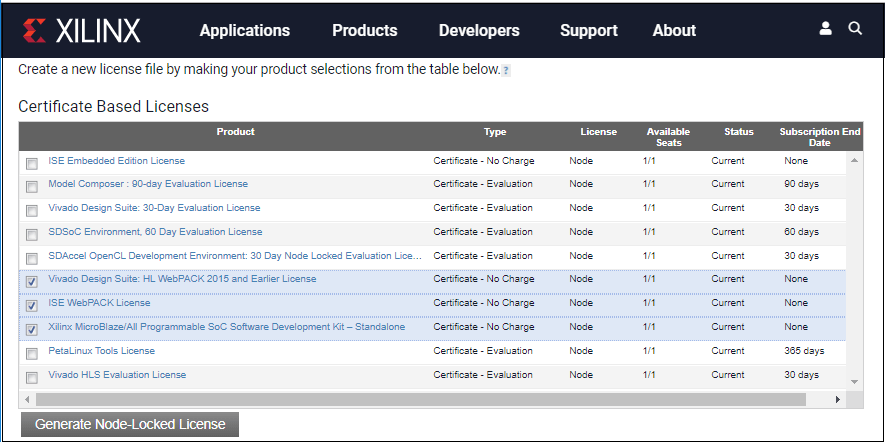 XILINX Applications Products Developers Support About
Create a new license file by making your product selections from the table below. ?
Certificate Based Licenses
Product Type License Available Seats Status Subscription End Date
ISE Embedded Edition License Certificate - No Charge Node 1/1 Current None
Model Composer : 90-day Evaluation License Certificate - Evaluation Node 1/1 Current 90 days
Vivado Design Suite: 30-Day Evaluation License Certificate - Evaluation Node 1/1 Current 30 days
SDSoC Environment, 60 Day Evaluation License Certificate - Evaluation Node 1/1 Current 60 days
SDAccel OpenCL Development Environment: 30 Day Node Locked Evaluation Lice... Certificate - Evaluation Node 1/1 Current 30 days
Vivado Design Suite: HL WebPACK 2015 and Earlier License Certificate - No Charge Node 1/1 Current None
ISE WebPACK License Certificate - No Charge Node 1/1 Current None
Xilinx MicroBlaze/All Programmable SoC Software Development Kit – Standalone Certificate - No Charge Node 1/1 Current None
PetaLinux Tools License Certificate - Evaluation Node 1/1 Current 365 days
Vivado HLS Evaluation License Certificate - Evaluation Node 1/1 Current 30 days
Generate Node-Locked License